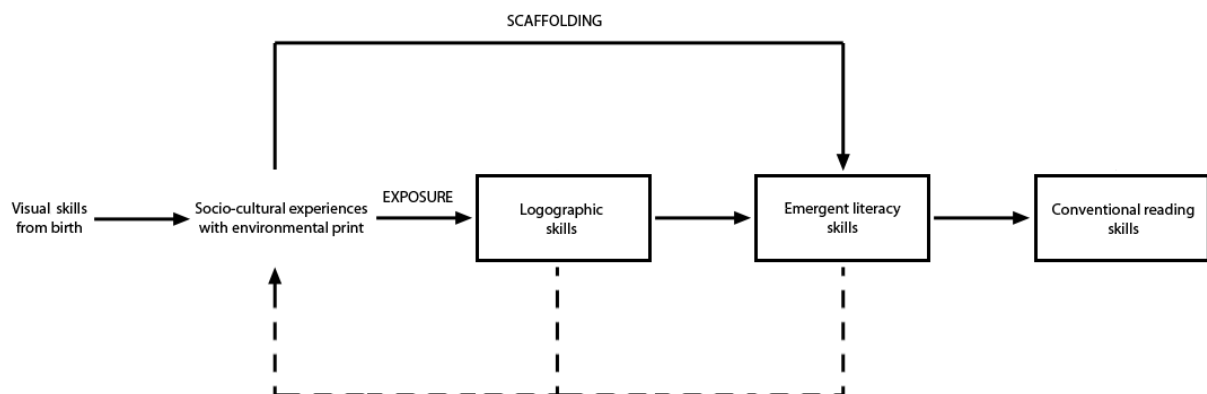 SCAFFOLDING
Visual skills
from birth
Socio-cultural experiences
with environmental print
EXPOSURE
Logographic
skills
Emergent literacy
skills
Conventional reading
skills